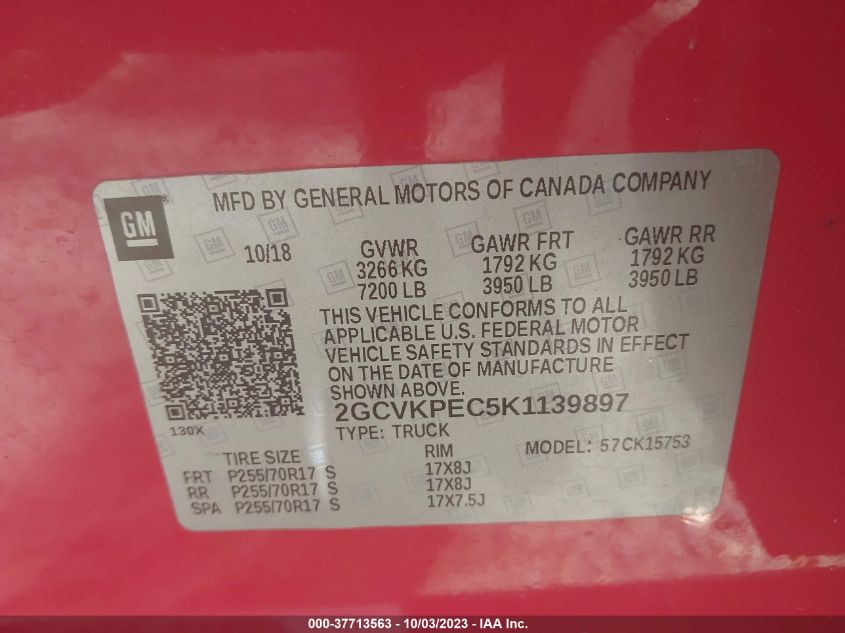 MFD BY GENERAL MOTORS OF CANADA COMPANY
GM
10/18 GVWR GAWR FRT GAWR RR
3266 KG 1792 KG 1792 KG
7200 LB 3950 LB 3950 LB
THIS VEHICLE CONFORMS TO ALL
APPLICABLE U.S. FEDERAL MOTOR
VEHICLE SAFETY STANDARDS IN EFFECT
ON THE DATE OF MANUFACTURE
SHOWN ABOVE.
2GCVKPEC5K1139897
130X
TYPE: TRUCK MODEL: 57CK15753
TIRE SIZE RIM
FRT P255/70R17 S 17X8J
RR P255/70R17 S 17X8J
SPA P255/70R17 S 17X7.5J
000-37713563 - 10/03/2023 - IAA Inc.